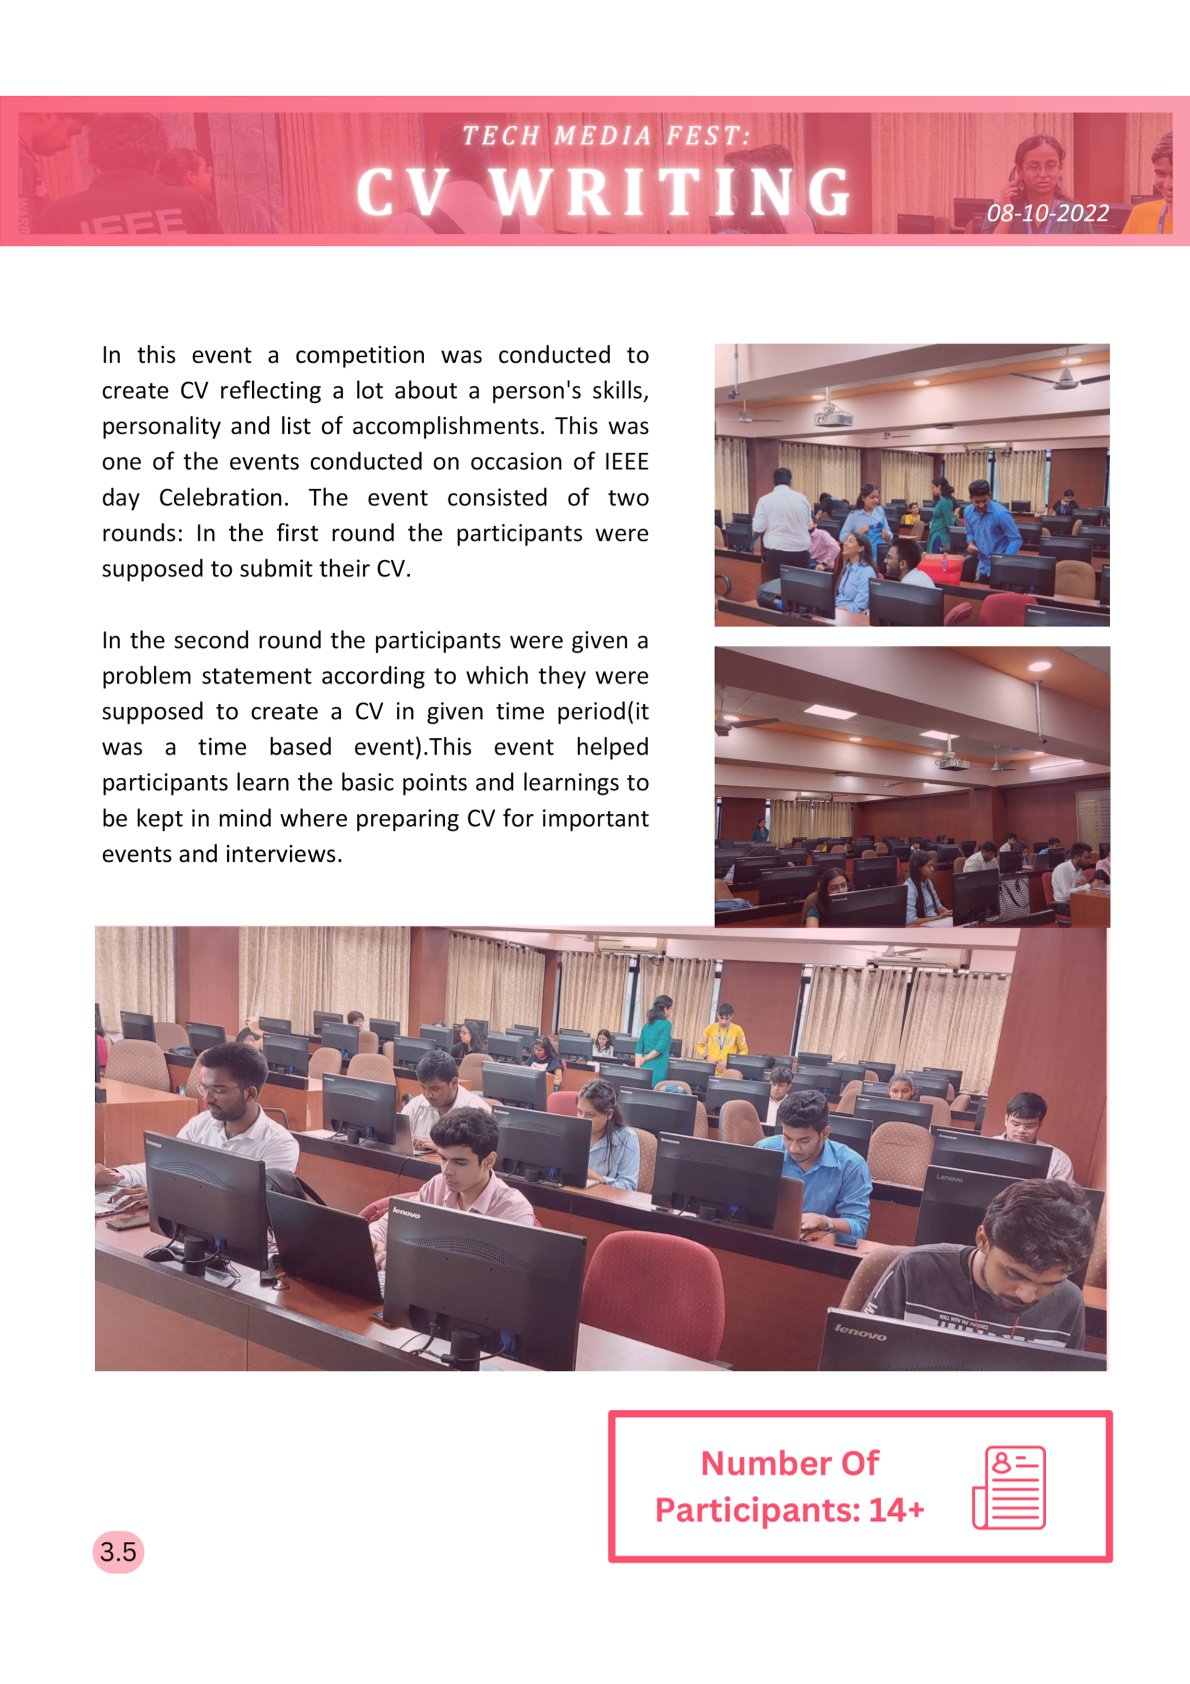 TECH MEDIA FEST:
CV WRITING
08-10-2022
IEEE
In this event a competition was conducted to
create CV reflecting a lot about a person's skills,
personality and list of accomplishments. This was
one of the events conducted on occasion of IEEE
day Celebration. The event consisted of two
rounds: In the first round the participants were
supposed to submit their CV.
In the second round the participants were given a
problem statement according to which they were
supposed to create a CV in given time period(it
was a time based event).This event helped
participants learn the basic points and learnings to
be kept in mind where preparing CV for important
events and interviews.
lenovo
lenovo
lenovo
Lenovo
lenovo
Number Of
Participants: 14+
3.5